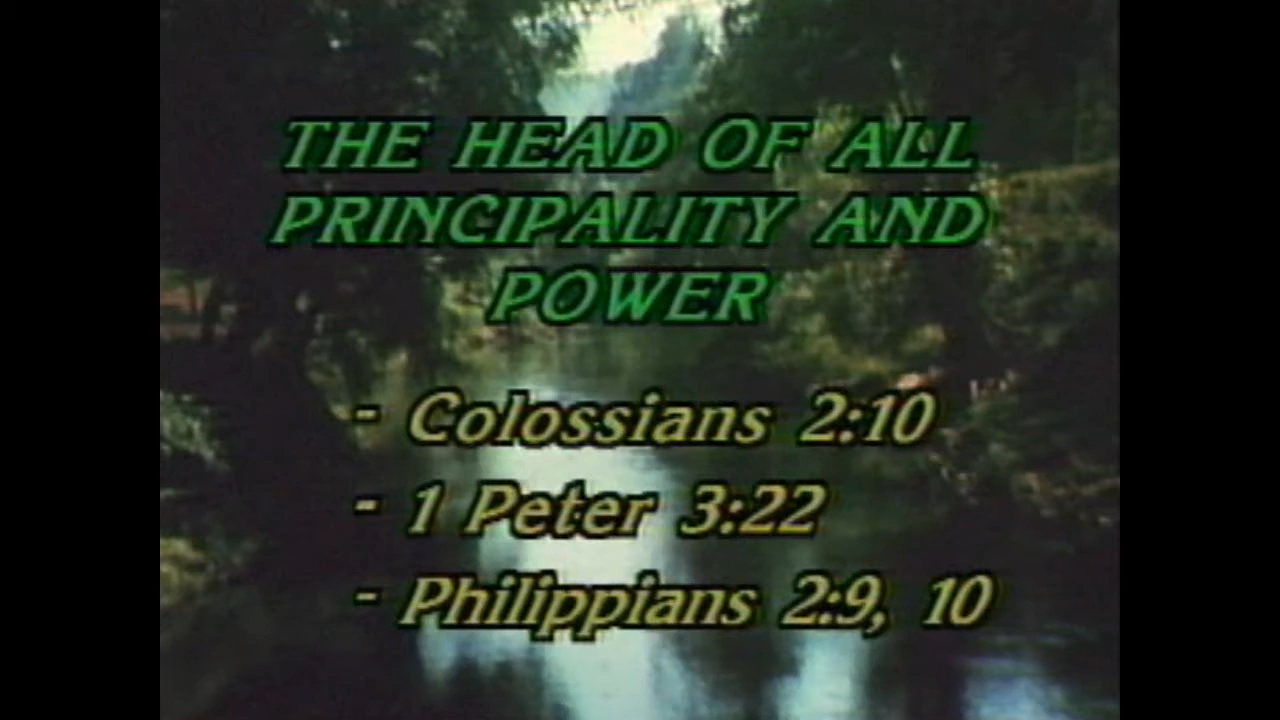 THE HEAD OF ALL
PRINCIPALITY AND
POWER
- Colossians 2:10
- 1 Peter 3:22
- Philippians 2:9, 10